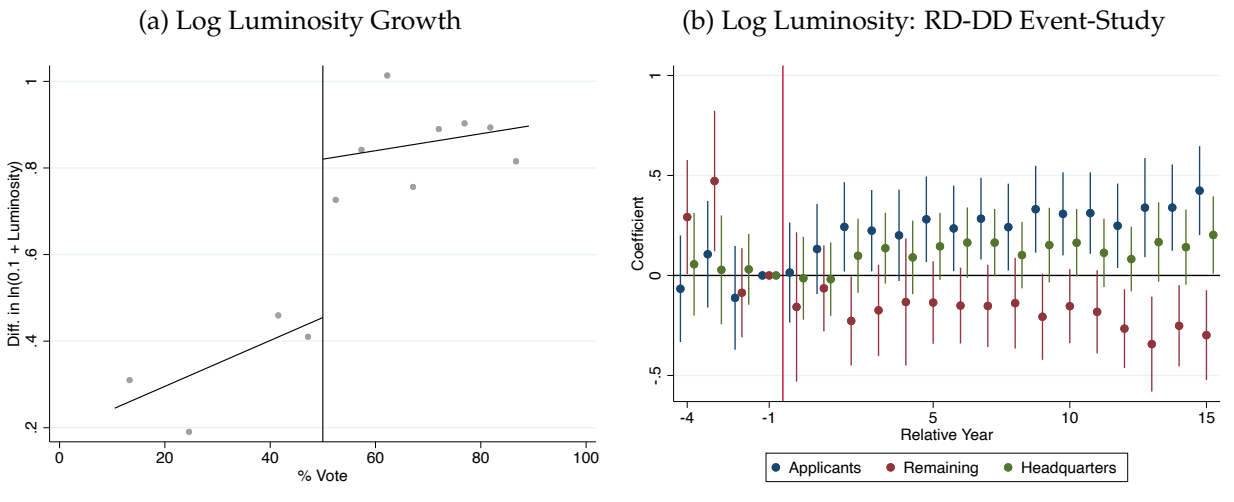 (a) Log Luminosity Growth
Diff. in ln(0.1 + Luminosity)
1
.8
.6
.4
.2
0
20
40
60
80
100
% Vote
(b) Log Luminosity: RD-DD Event-Study
Coefficient
1
.5
0
-.5
-4
-1
5
10
15
Relative Year
Applicants
Remaining
Headquarters